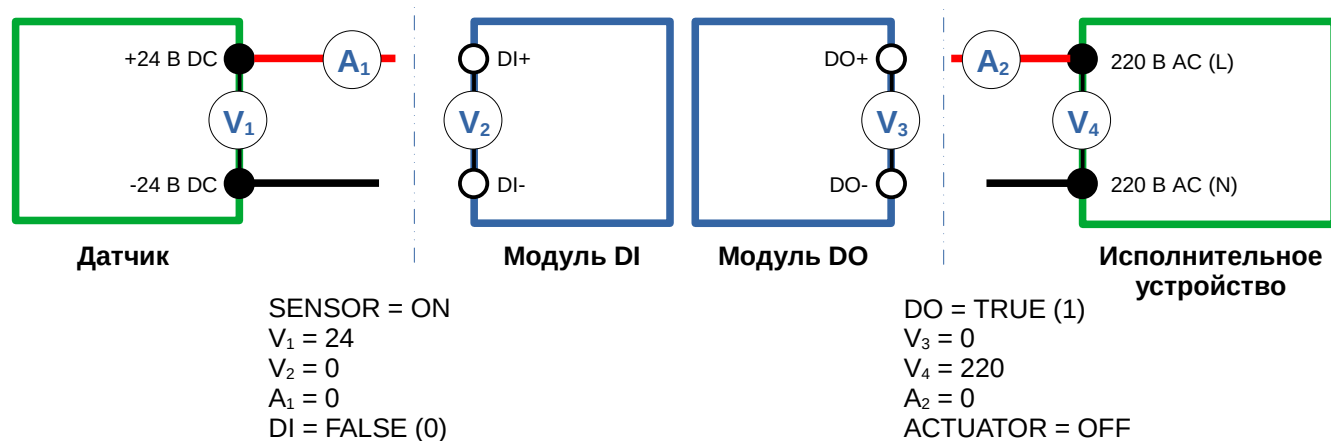 +24 В DC
A₁
DI+
DO+
A₂
220 В AC (L)
V₁
V₂
V₃
V₄
-24 В DC
DI-
DO-
220 В AC (N)
Датчик
Модуль DI
Модуль DO
Исполнительное
устройство
SENSOR = ON
V₁ = 24
V₂ = 0
A₁ = 0
DI = FALSE (0)
DO = TRUE (1)
V₃ = 0
V₄ = 220
A₂ = 0
ACTUATOR = OFF